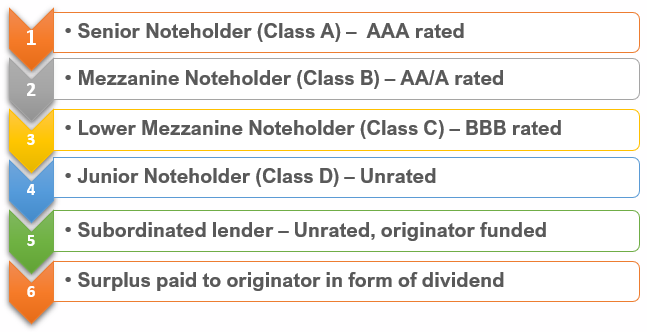 1 • Senior Noteholder (Class A) – AAA rated
2 • Mezzanine Noteholder (Class B) – AA/A rated
3 • Lower Mezzanine Noteholder (Class C) – BBB rated
4 • Junior Noteholder (Class D) – Unrated
5 • Subordinated lender – Unrated, originator funded
6 • Surplus paid to originator in form of dividend